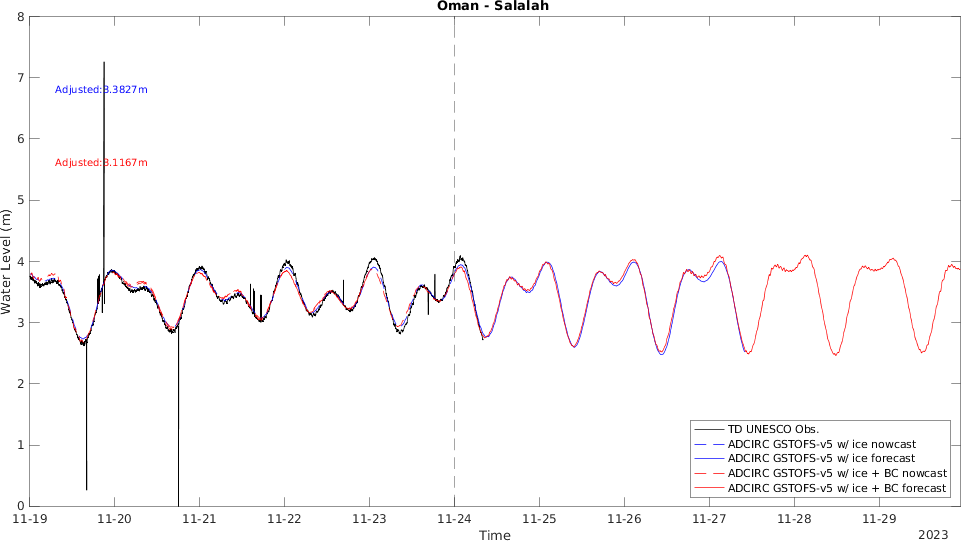 Oman - Salalah
8
7
6
5
4
3
2
1
0
Water Level (m)
Adjusted:3.3827m
Adjusted:3.1167m
TD UNESCO Obs.
ADCIRC GSTOFS-v5 w/ ice nowcast
ADCIRC GSTOFS-v5 w/ ice forecast
ADCIRC GSTOFS-v5 w/ ice + BC nowcast
ADCIRC GSTOFS-v5 w/ ice + BC forecast
11-19 11-20 11-21 11-22 11-23 11-24 11-25 11-26 11-27 11-28 11-29
Time
2023